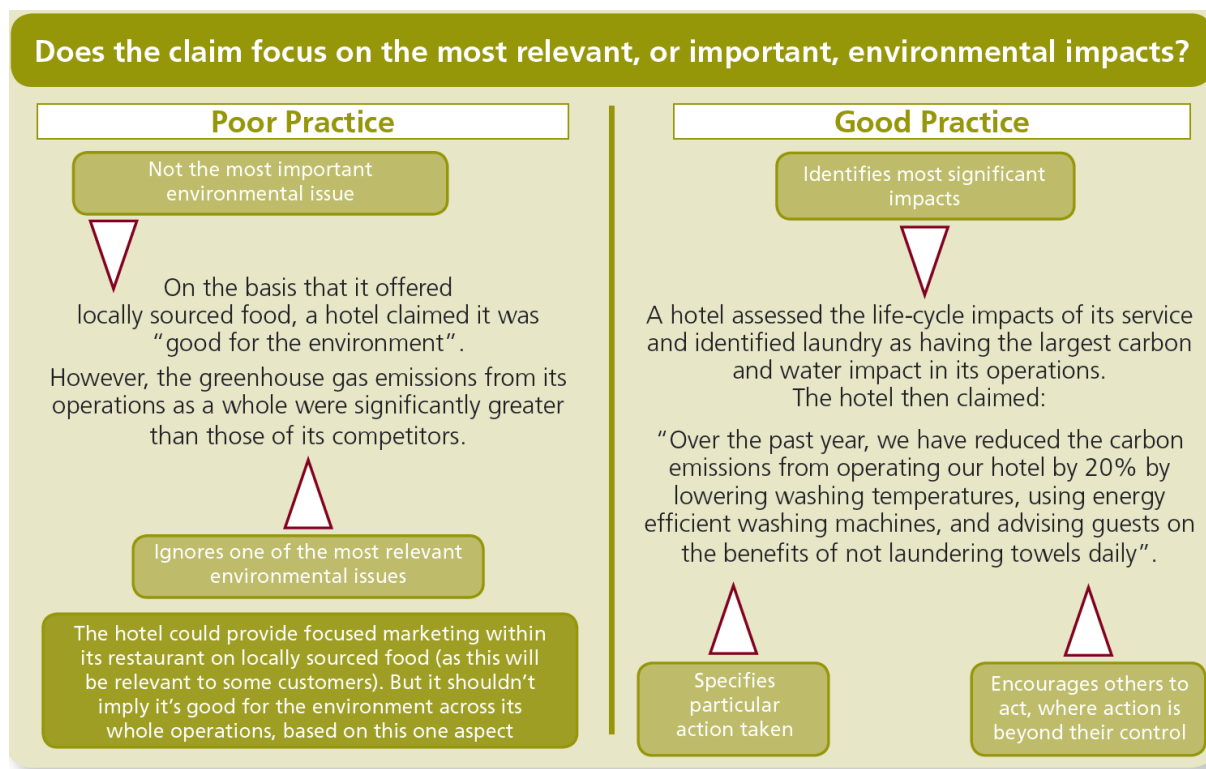 Does the claim focus on the most relevant, or important, environmental impacts?
Poor Practice
Not the most important
environmental issue
On the basis that it offered
locally sourced food, a hotel claimed it was
“good for the environment”.
However, the greenhouse gas emissions from its
operations as a whole were significantly greater
than those of its competitors.
Ignores one of the most relevant
environmental issues
The hotel could provide focused marketing within
its restaurant on locally sourced food (as this will
be relevant to some customers). But it shouldn’t
imply it’s good for the environment across its
whole operations, based on this one aspect
Good Practice
Identifies most significant
impacts
A hotel assessed the life-cycle impacts of its service
and identified laundry as having the largest carbon
and water impact in its operations.
The hotel then claimed:
“Over the past year, we have reduced the carbon
emissions from operating our hotel by 20% by
lowering washing temperatures, using energy
efficient washing machines, and advising guests on
the benefits of not laundering towels daily”.
Specifies
particular
action taken
Encourages others to
act, where action is
beyond their control